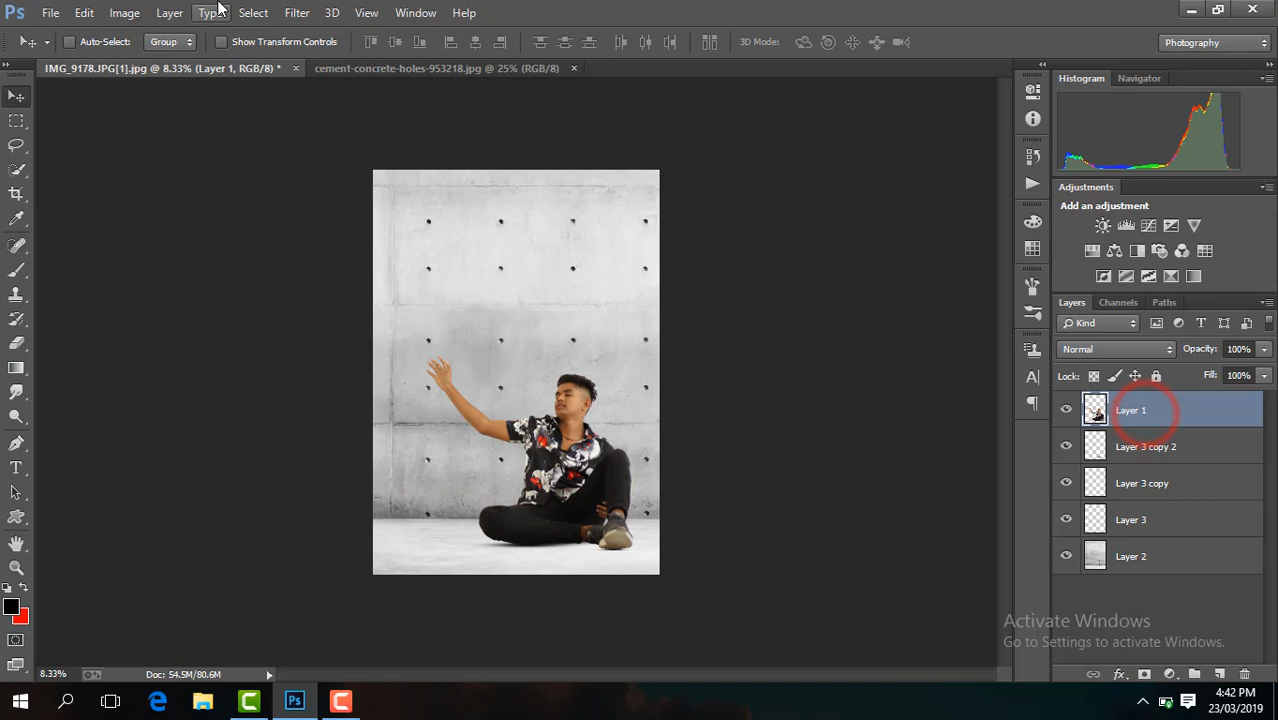 Ps File Edit Image Layer Type Select Filter 3D View Window Help
Auto-Select: Group Show Transform Controls 3D Mode: Photography
IMG_9178.JPG[1].jpg @ 8.33% (Layer 1, RGB/8) * cement-concrete-holes-953218.jpg @ 25% (RGB/8)
Histogram Navigator
Adjustments
Add an adjustment
Layers Channels Paths
Kind
Normal Opacity: 100%
Lock: Fill: 100%
Layer 1
Layer 3 copy 2
Layer 3 copy
Layer 3
Layer 2
Activate Windows
Go to Settings to activate Windows.
8.33% Doc: 54.5M/80.6M
4:42 PM
23/03/2019